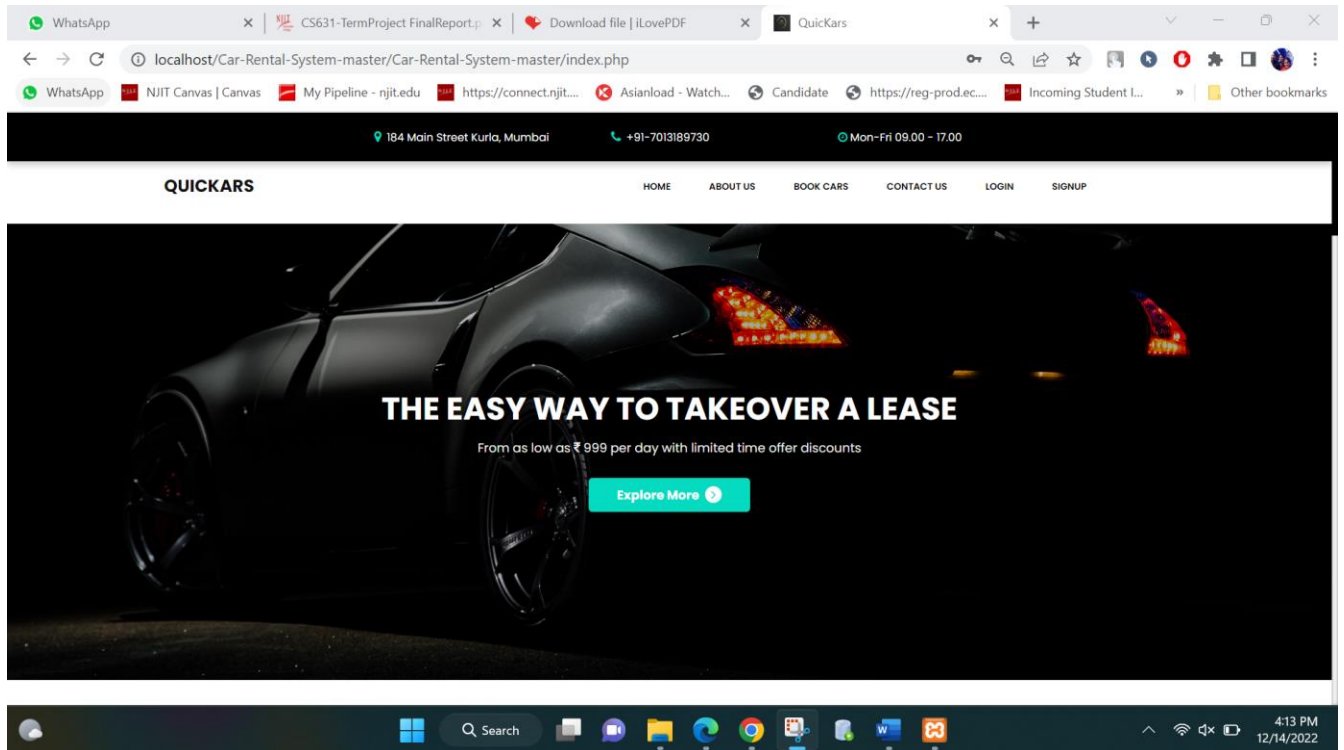 WhatsApp
CS631-TermProject FinalReport.p
Download file | iLovePDF
QuicKars
localhost/Car-Rental-System-master/Car-Rental-System-master/index.php
WhatsApp
NJIT Canvas | Canvas
My Pipeline - njit.edu
https://connect.njit....
Asianload - Watch...
Candidate
https://reg-prod.ec....
Incoming Student I...
»
Other bookmarks
184 Main Street Kurla, Mumbai
+91-7013189730
Mon-Fri 09.00 - 17.00
QUICKARS
HOME ABOUT US BOOK CARS CONTACT US LOGIN SIGNUP
THE EASY WAY TO TAKEOVER A LEASE
From as low as ₹ 999 per day with limited time offer discounts
Explore More
Search
4:13 PM
12/14/2022